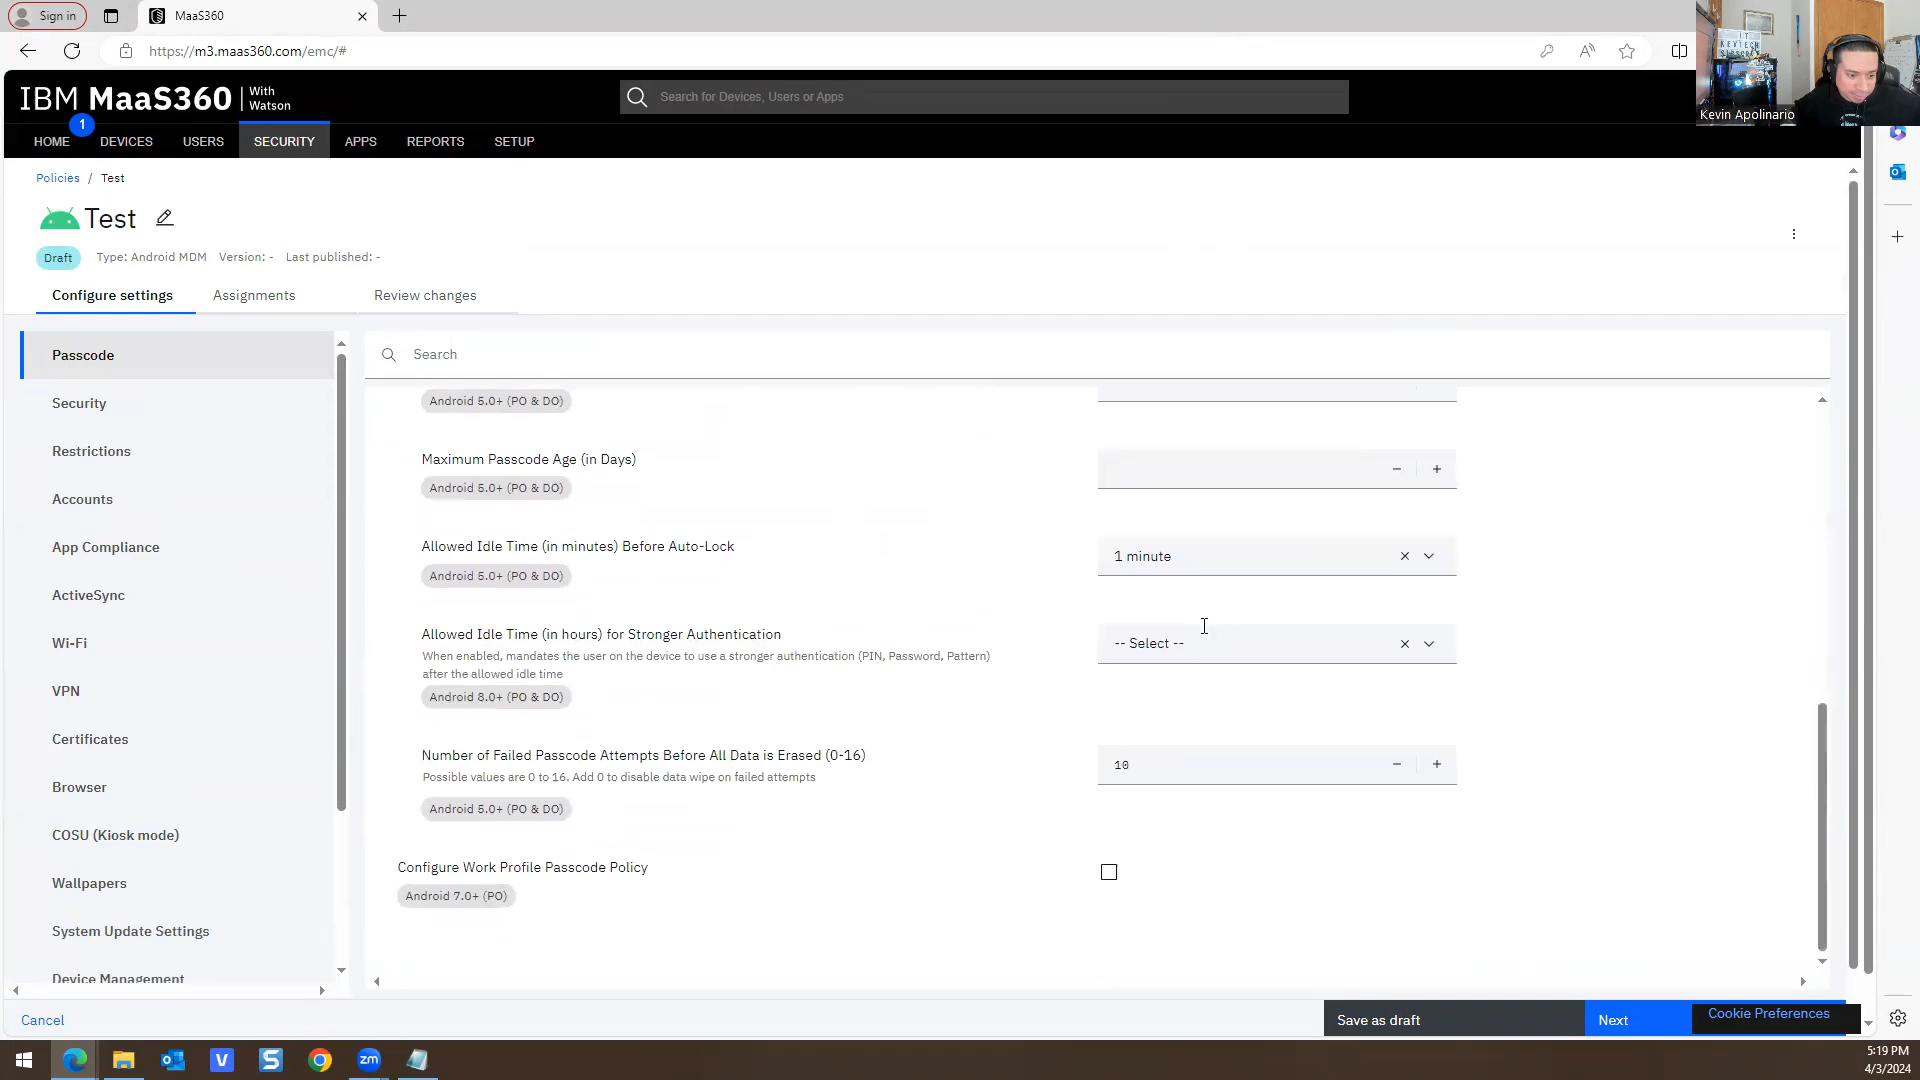 Sign in
MaaS360
https://m3.maas360.com/emc/#
IBM MaaS360 | With Watson
Search for Devices, Users or Apps
IT
KEVTECH
SUBSCRIBE
Kevin Apolinario
1
HOME DEVICES USERS SECURITY APPS REPORTS SETUP
Policies / Test
Test
Draft Type: Android MDM Version: - Last published: -
Configure settings Assignments Review changes
Passcode
Security
Restrictions
Accounts
App Compliance
ActiveSync
Wi-Fi
VPN
Certificates
Browser
COSU (Kiosk mode)
Wallpapers
System Update Settings
Device Management
Search
Android 5.0+ (PO & DO)
Maximum Passcode Age (in Days)
Android 5.0+ (PO & DO)
Allowed Idle Time (in minutes) Before Auto-Lock
1 minute
Android 5.0+ (PO & DO)
Allowed Idle Time (in hours) for Stronger Authentication
-- Select --
When enabled, mandates the user on the device to use a stronger authentication (PIN, Password, Pattern)
after the allowed idle time
Android 8.0+ (PO & DO)
Number of Failed Passcode Attempts Before All Data is Erased (0-16)
10
Possible values are 0 to 16. Add 0 to disable data wipe on failed attempts
Android 5.0+ (PO & DO)
Configure Work Profile Passcode Policy
Android 7.0+ (PO)
Cancel
Save as draft
Next
Cookie Preferences
5:19 PM
4/3/2024